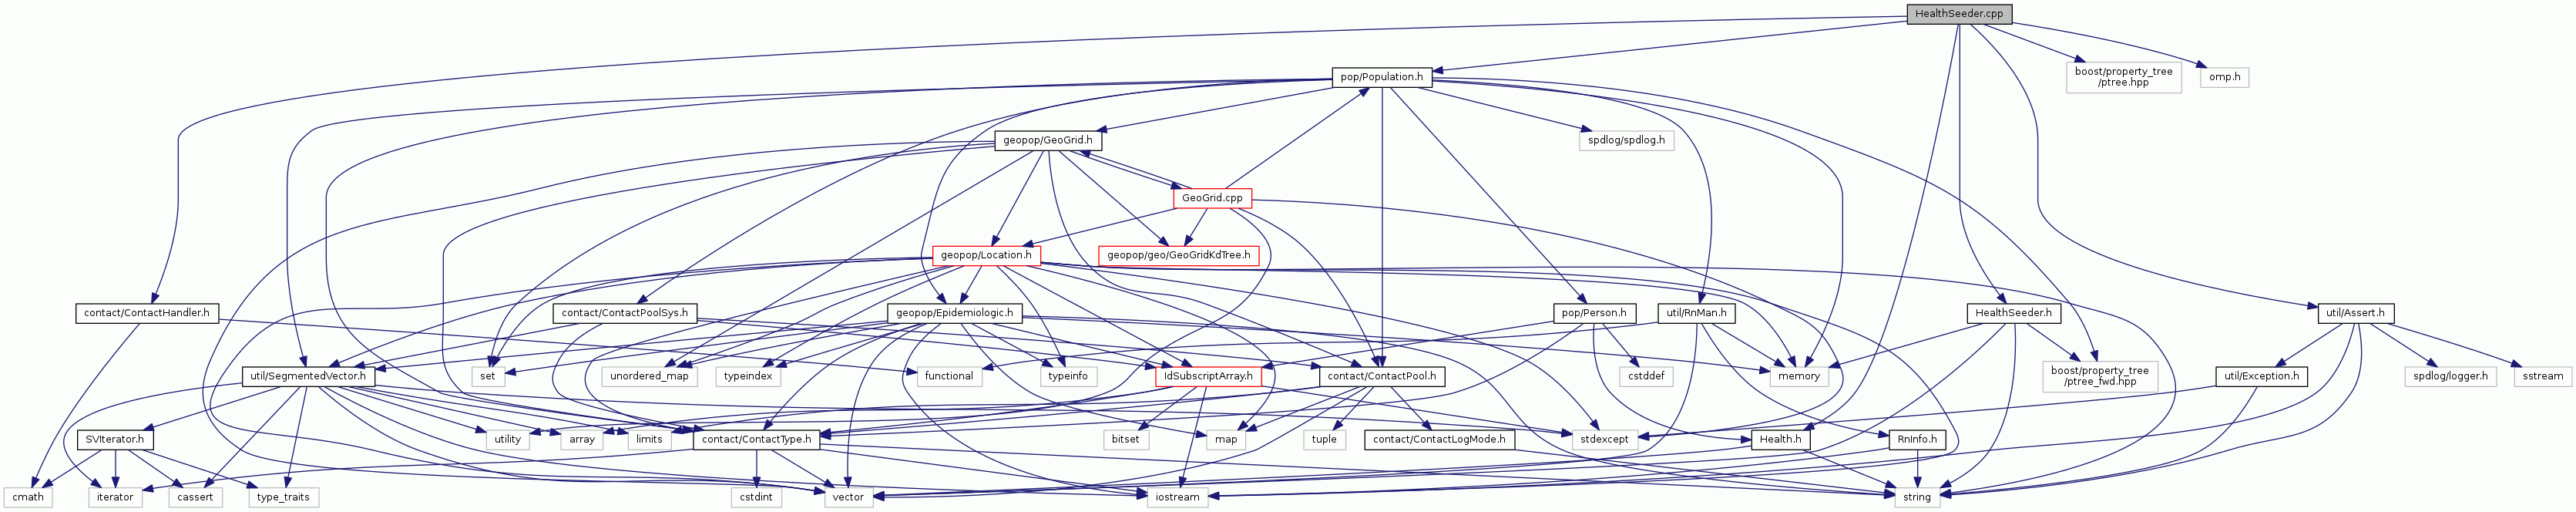 HealthSeeder.cpp
pop/Population.h
boost/property_tree
/ptree.hpp
omp.h
geopop/GeoGrid.h
spdlog/spdlog.h
GeoGrid.cpp
geopop/Location.h
geopop/geo/GeoGridKdTree.h
contact/ContactHandler.h
contact/ContactPoolSys.h
geopop/Epidemiologic.h
pop/Person.h
util/RnMan.h
HealthSeeder.h
util/Assert.h
util/SegmentedVector.h
set
unordered_map
typeindex
functional
typeinfo
IdSubscriptArray.h
contact/ContactPool.h
cstddef
memory
boost/property_tree
/ptree_fwd.hpp
util/Exception.h
spdlog/logger.h
sstream
SVIterator.h
utility
array
limits
contact/ContactType.h
bitset
map
tuple
contact/ContactLogMode.h
stdexcept
Health.h
RnInfo.h
cmath
iterator
cassert
type_traits
cstdint
vector
iostream
string